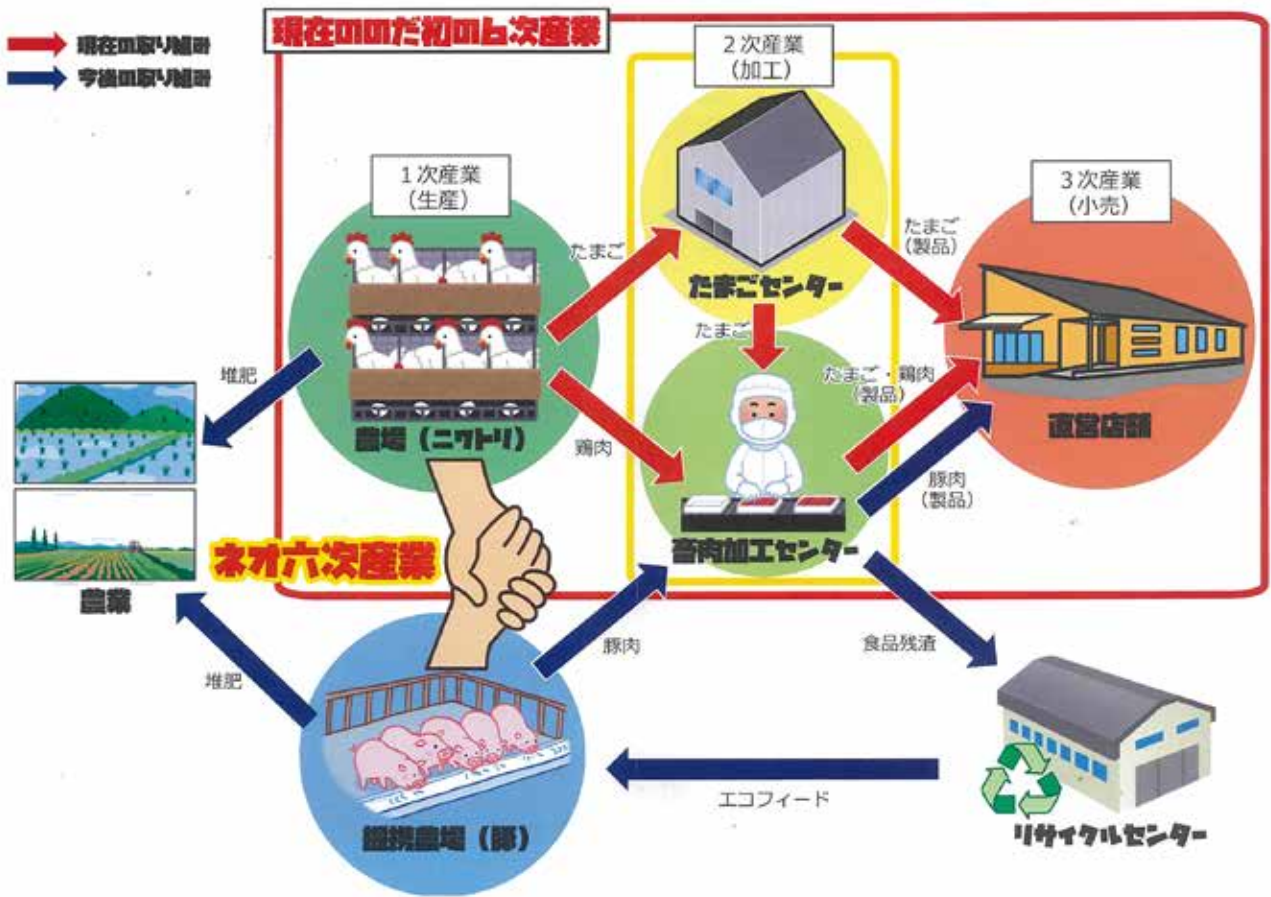 現在ののだ初の6次産業
現在の取り組み
今後の取り組み
2次産業
(加工)
1次産業
(生産)
3次産業
(小売)
たまご
たまご
(製品)
たまごセンター
たまご
堆肥
たまご・鶏肉
(製品)
農場(ニワトリ)
鶏肉
直営店舗
豚肉
(製品)
畜肉加工センター
ネオ六次産業
農業
豚肉
食品残渣
堆肥
エコフィード
提携農場(豚)
リサイクルセンター